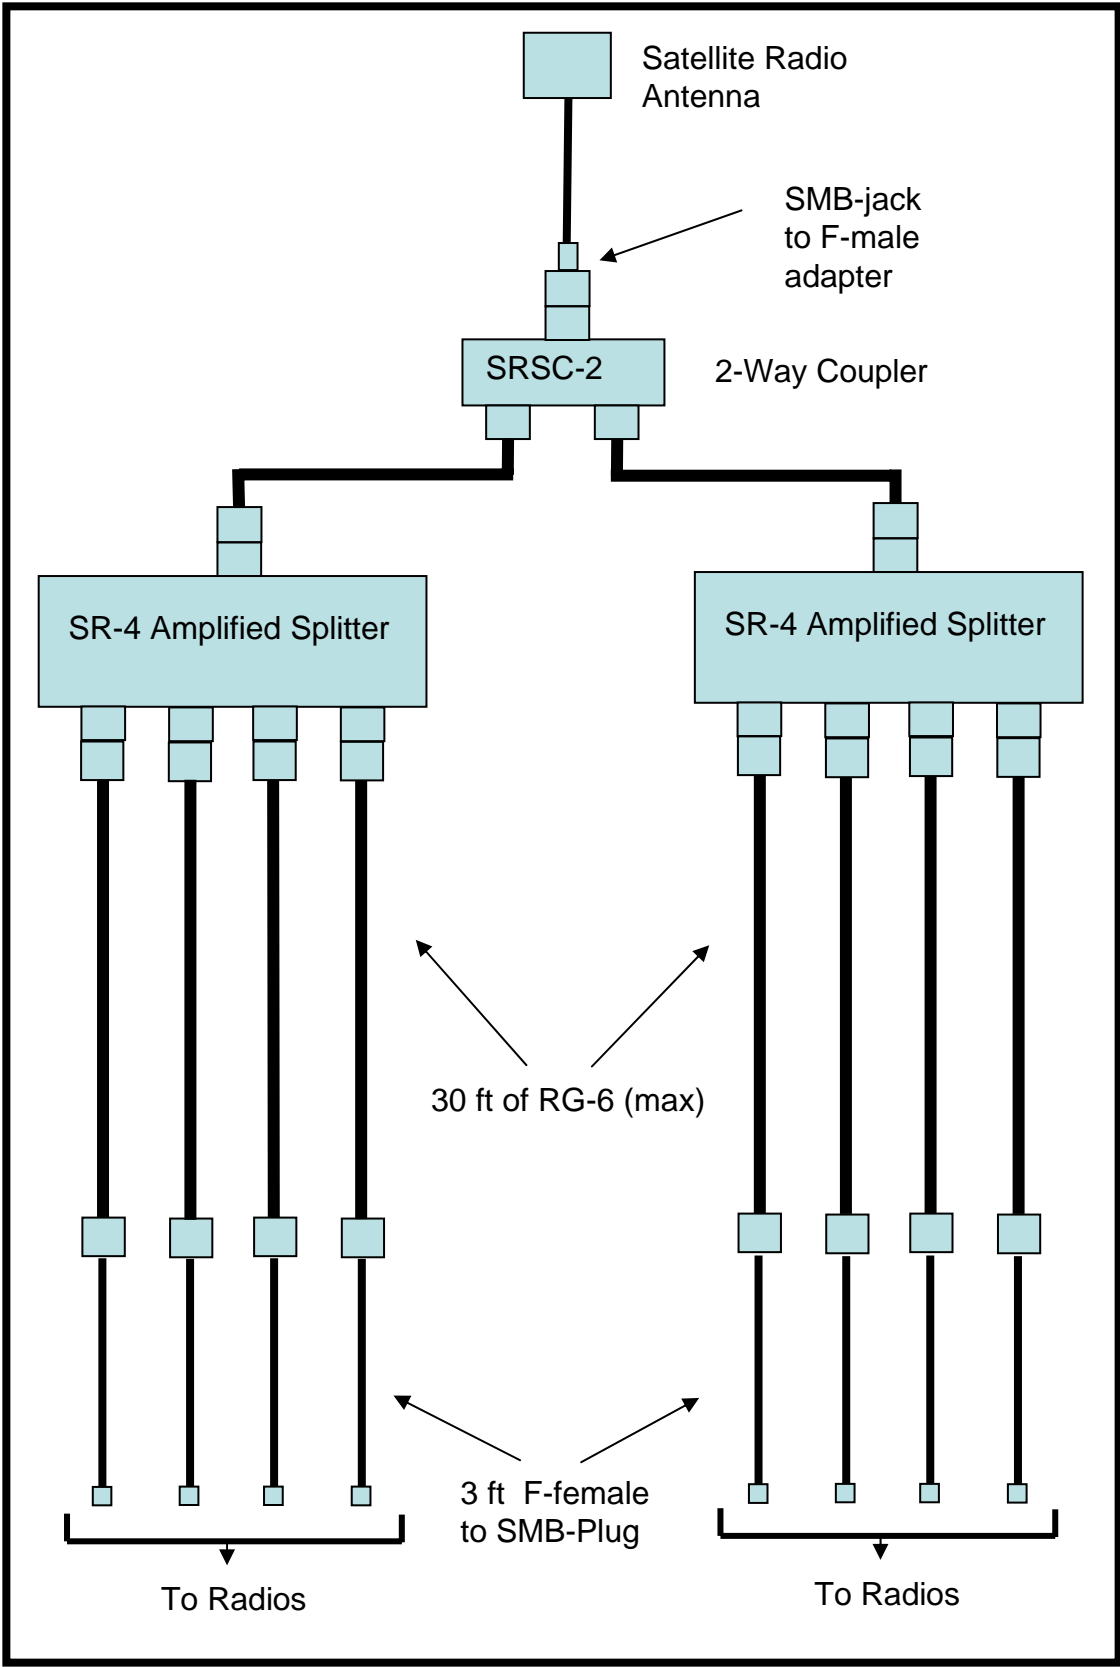 Satellite Radio
Antenna
SMB-jack
to F-male
adapter
SRSC-2
2-Way Coupler
SR-4 Amplified Splitter
SR-4 Amplified Splitter
30 ft of RG-6 (max)
3 ft  F-female
to SMB-Plug
To Radios
To Radios